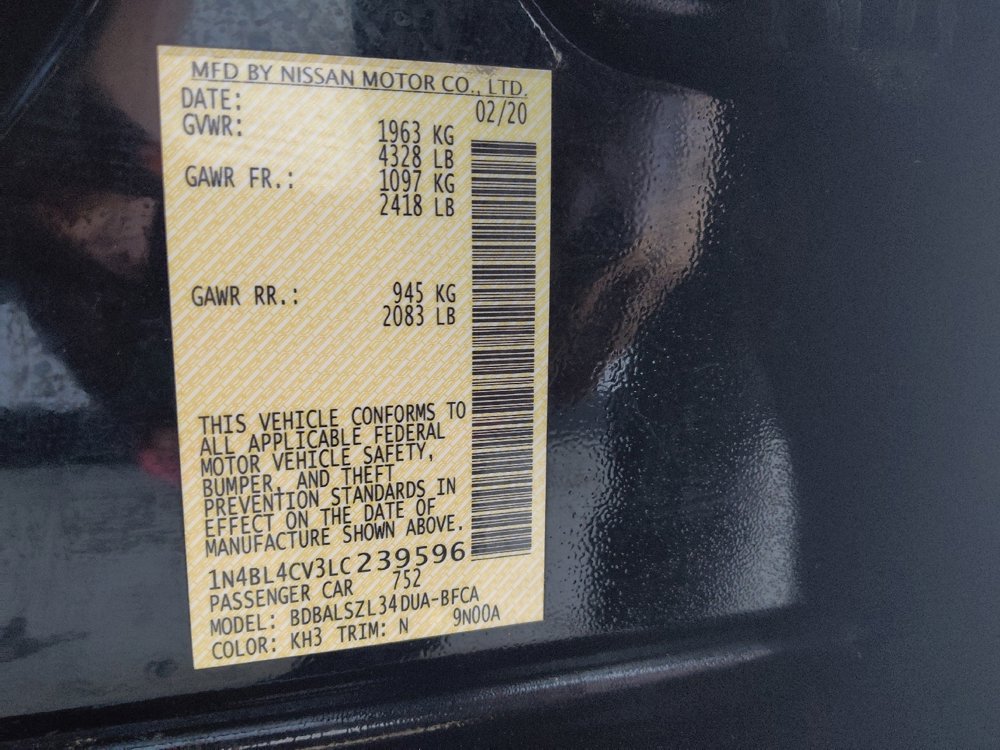 MFD BY NISSAN MOTOR CO., LTD.
DATE: 02/20
GVWR: 1963 KG
4328 LB
GAWR FR.: 1097 KG
2418 LB
GAWR RR.: 945 KG
2083 LB
THIS VEHICLE CONFORMS TO
ALL APPLICABLE FEDERAL
MOTOR VEHICLE SAFETY,
BUMPER, AND THEFT
PREVENTION STANDARDS IN
EFFECT ON THE DATE OF
MANUFACTURE SHOWN ABOVE.
1N4BL4CV3LC239596
PASSENGER CAR 752
MODEL: BDBALSZL34DUA-BFCA
COLOR: KH3 TRIM: N 9N00A